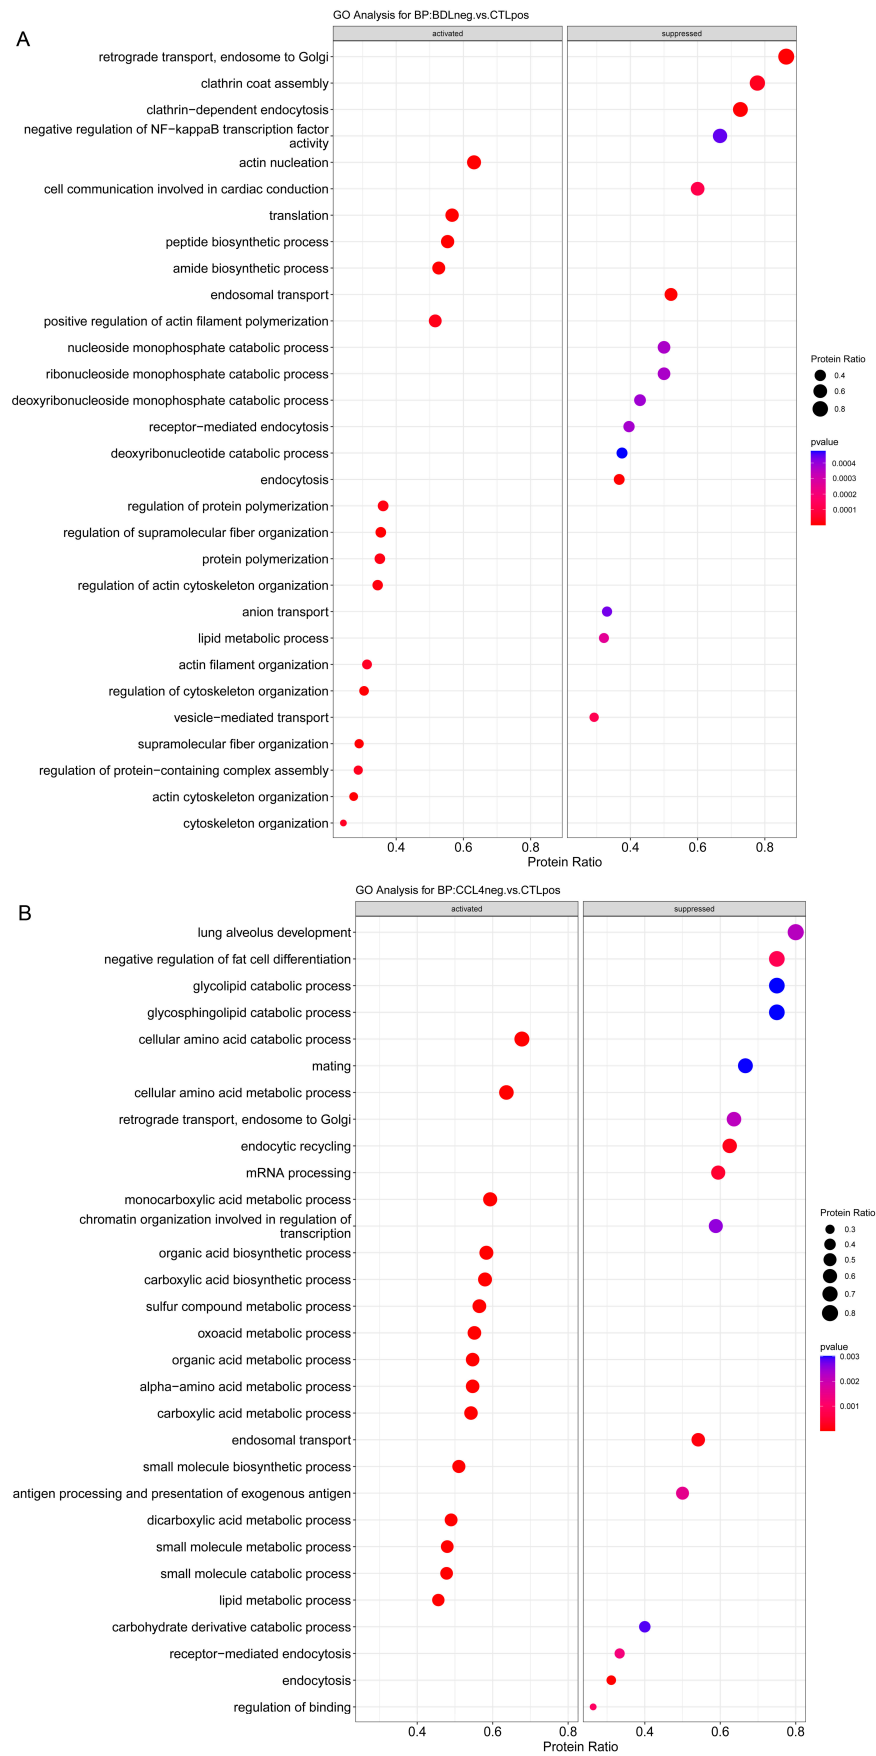 A
GO Analysis for BP:BDLneg.vs.CTLpos
activated
suppressed
retrograde transport, endosome to Golgi
clathrin coat assembly
clathrin−dependent endocytosis
negative regulation of NF−kappaB transcription factor
activity
actin nucleation
cell communication involved in cardiac conduction
translation
peptide biosynthetic process
amide biosynthetic process
endosomal transport
positive regulation of actin filament polymerization
nucleoside monophosphate catabolic process
ribonucleoside monophosphate catabolic process
deoxyribonucleoside monophosphate catabolic process
receptor−mediated endocytosis
deoxyribonucleotide catabolic process
endocytosis
regulation of protein polymerization
regulation of supramolecular fiber organization
protein polymerization
regulation of actin cytoskeleton organization
anion transport
lipid metabolic process
actin filament organization
regulation of cytoskeleton organization
vesicle−mediated transport
supramolecular fiber organization
regulation of protein−containing complex assembly
actin cytoskeleton organization
cytoskeleton organization
0.4 0.6 0.8 0.4 0.6 0.8
Protein Ratio
Protein Ratio
0.4
0.6
0.8
pvalue
0.0004
0.0003
0.0002
0.0001
B
GO Analysis for BP:CCL4neg.vs.CTLpos
activated
suppressed
lung alveolus development
negative regulation of fat cell differentiation
glycolipid catabolic process
glycosphingolipid catabolic process
cellular amino acid catabolic process
mating
cellular amino acid metabolic process
retrograde transport, endosome to Golgi
endocytic recycling
mRNA processing
monocarboxylic acid metabolic process
chromatin organization involved in regulation of
transcription
organic acid biosynthetic process
carboxylic acid biosynthetic process
sulfur compound metabolic process
oxoacid metabolic process
organic acid metabolic process
alpha−amino acid metabolic process
carboxylic acid metabolic process
endosomal transport
small molecule biosynthetic process
antigen processing and presentation of exogenous antigen
dicarboxylic acid metabolic process
small molecule metabolic process
small molecule catabolic process
lipid metabolic process
carbohydrate derivative catabolic process
receptor−mediated endocytosis
endocytosis
regulation of binding
0.4 0.6 0.8 0.4 0.6 0.8
Protein Ratio
Protein Ratio
0.3
0.4
0.5
0.6
0.7
0.8
pvalue
0.003
0.002
0.001